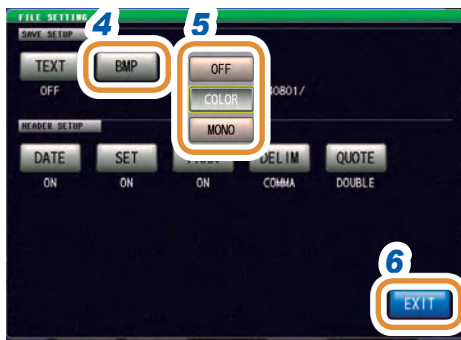 FILE SETTING
4
5
SAVE SETUP
TEXT
BMP
OFF
OFF
COLOR
MONO
40801/
HEADER SETUP
DATE
SET
DELIM
QUOTE
ON
ON
ON
COMMA
DOUBLE
6
EXIT